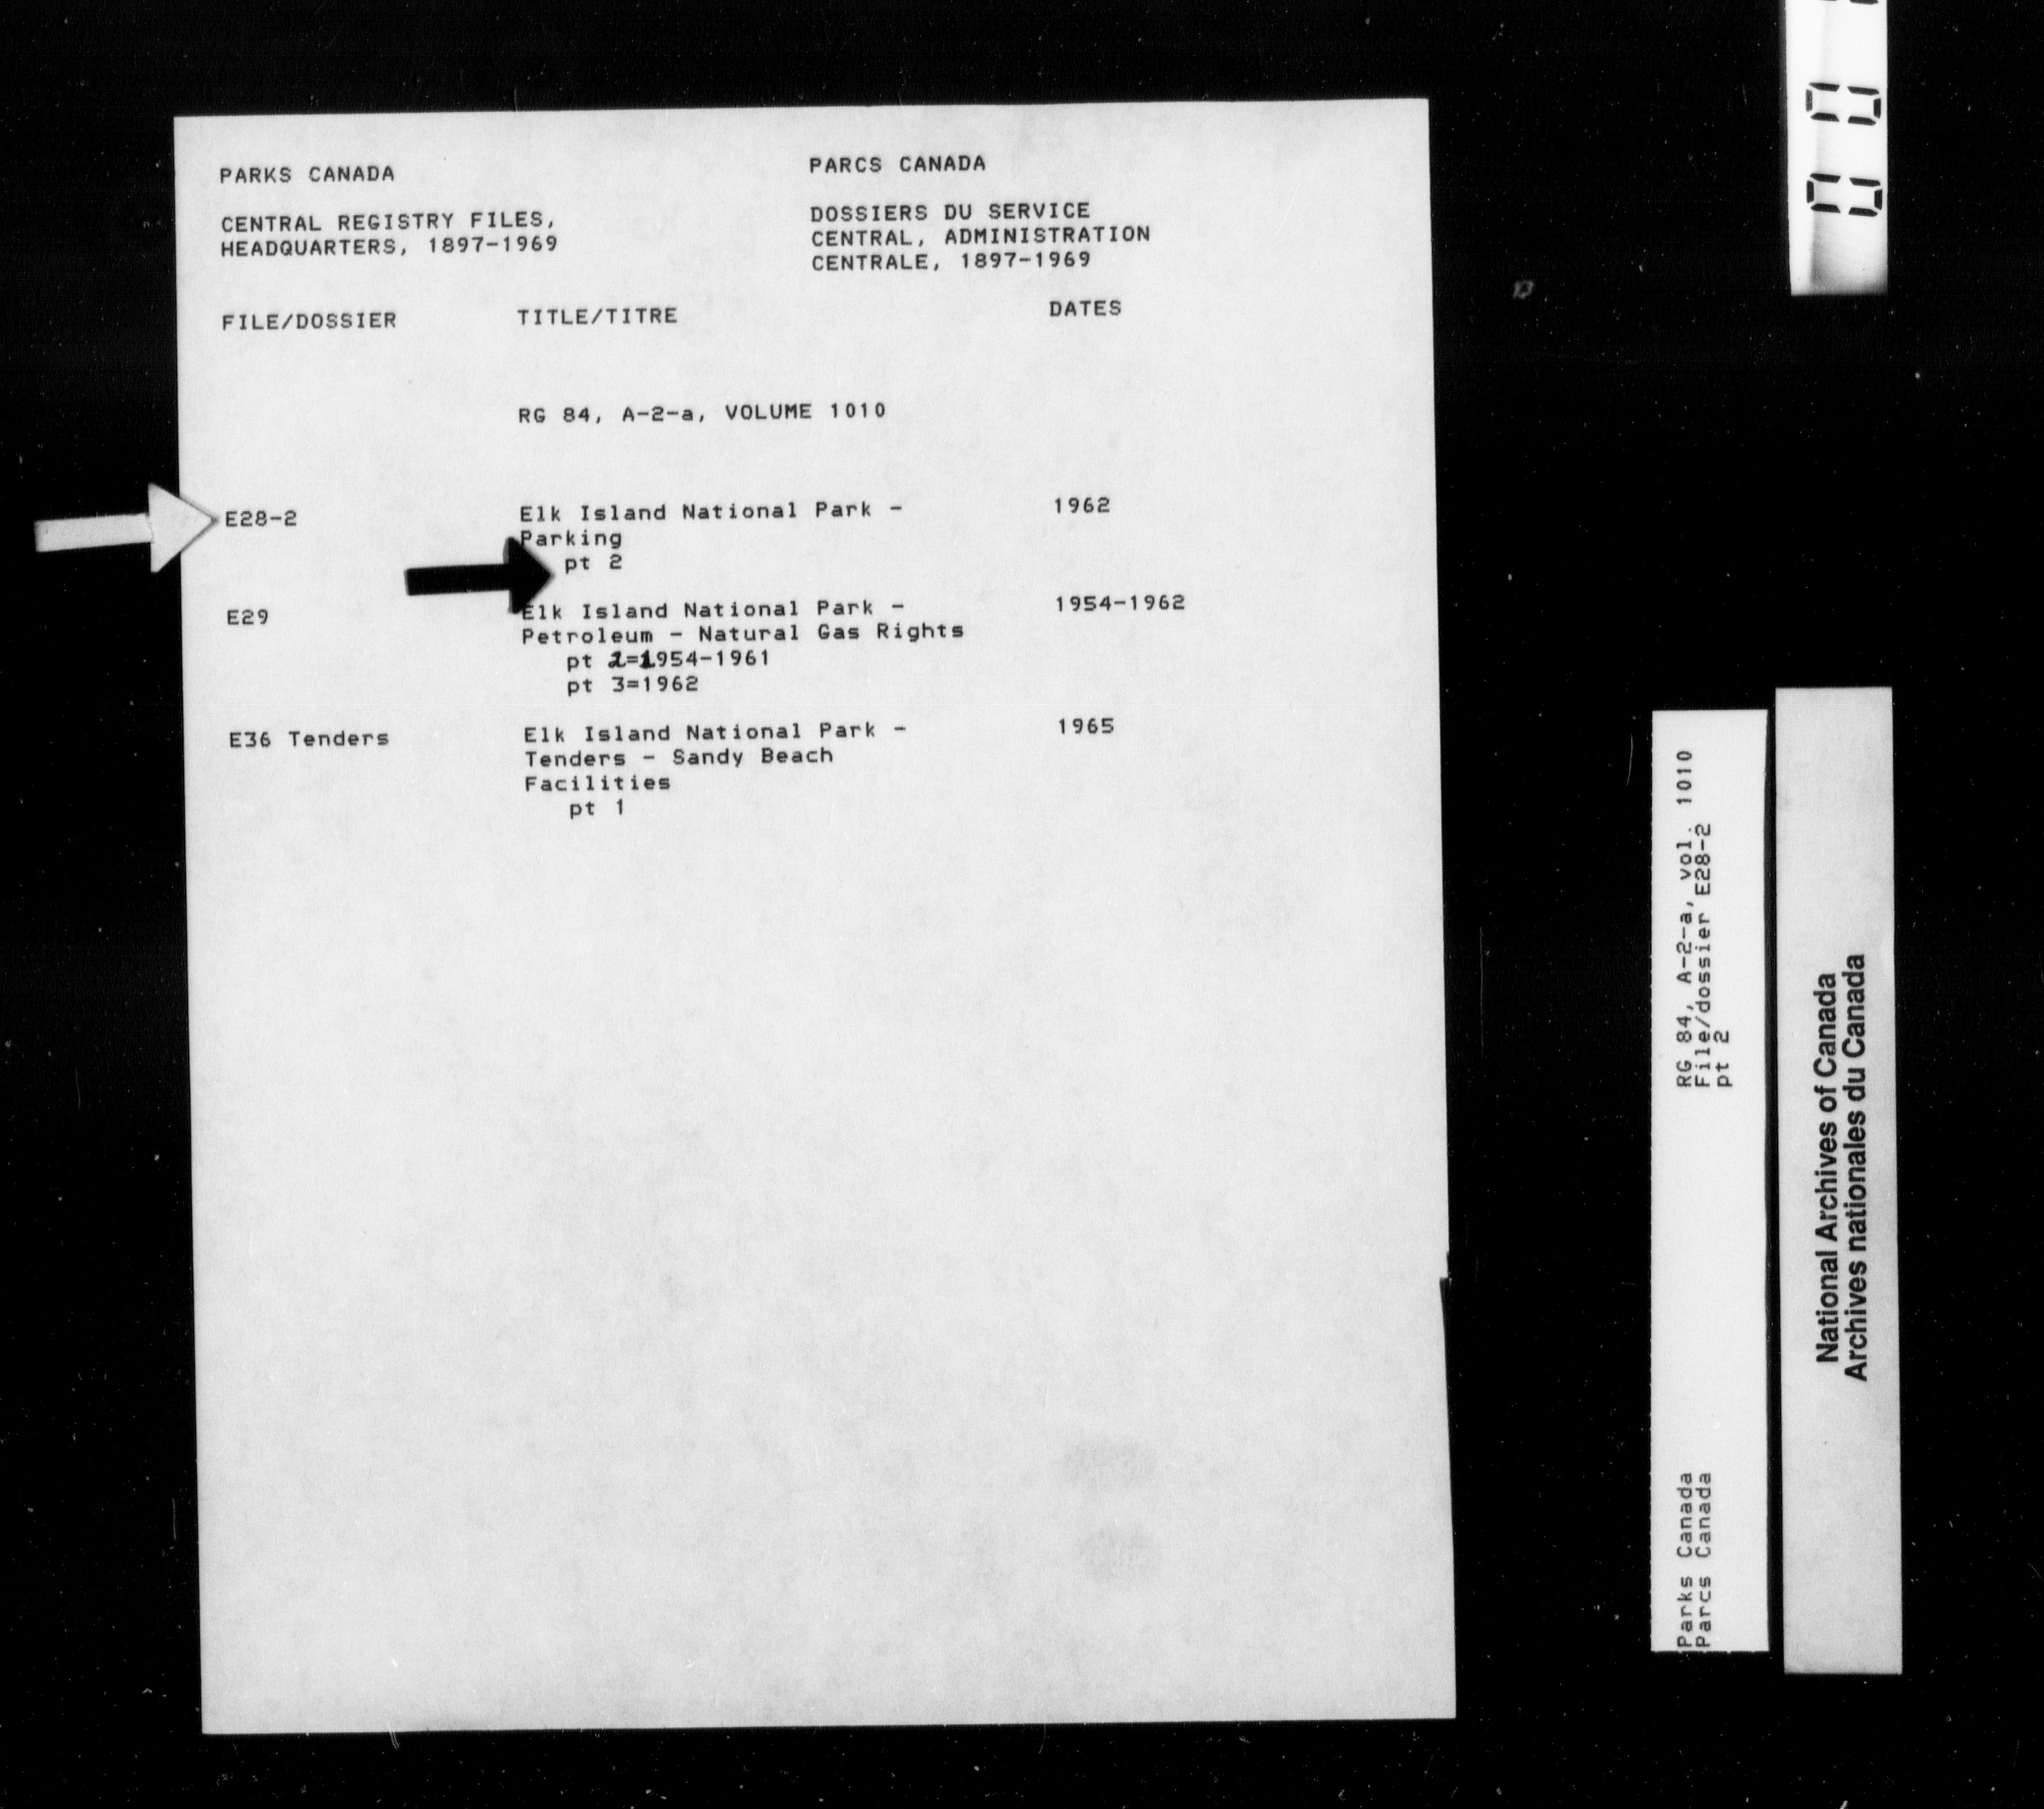 PARKS CANADA
CENTRAL REGISTRY FILES,
HEADQUARTERS, 1897-1969
PARCS CANADA
DOSSIERS DU SERVICE
CENTRAL, ADMINISTRATION
CENTRALE, 1897-1969
FILE/DOSSIER TITLE/TITRE DATES
RG 84, A-2-a, VOLUME 1010
E28-2 Elk Island National Park - 1962
Parking
pt 2
E29 Elk Island National Park - 1954-1962
Petroleum - Natural Gas Rights
pt 2=1954-1961
pt 3=1962
E36 Tenders Elk Island National Park - 1965
Tenders - Sandy Beach
Facilities
pt 1
RG 84, A-2-a, vol. 1010
File/dossier E28-2
pt 2
Parks Canada
Parcs Canada
National Archives of Canada
Archives nationales du Canada